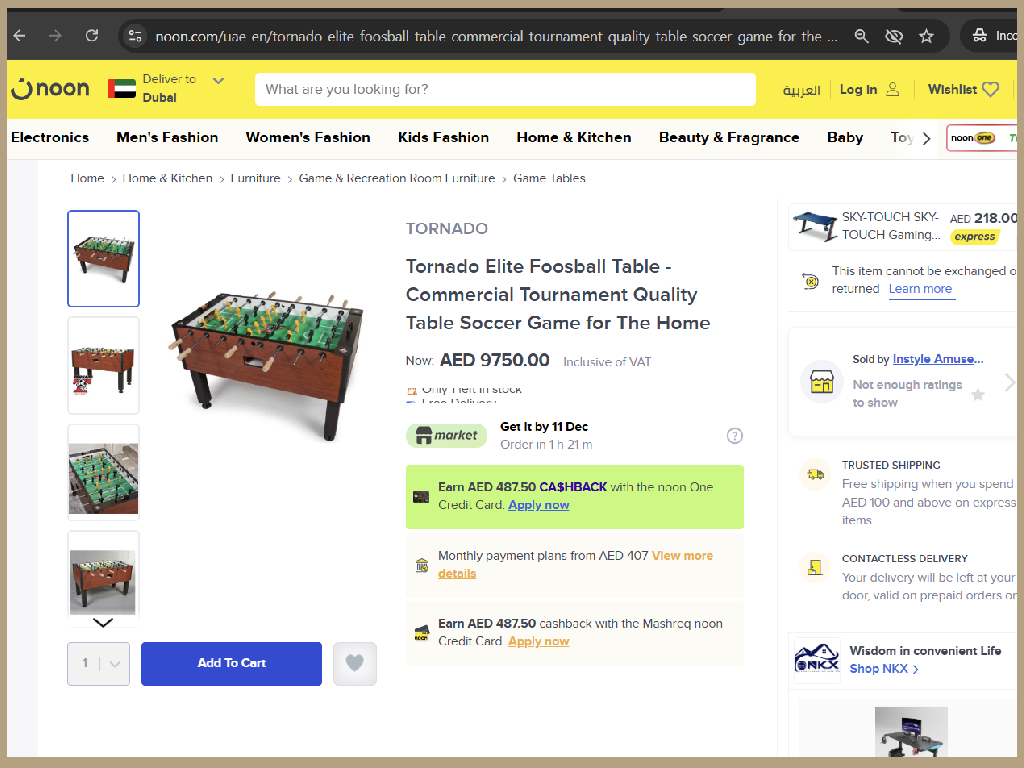 noon.com/uae-en/tornado-elite-foosball-table-commercial-tournament-quality-table-soccer-game-for-the ...
Inco
noon
Deliver to
Dubai
What are you looking for?
العربية
Log In
Wishlist
Electronics
Men's Fashion
Women's Fashion
Kids Fashion
Home & Kitchen
Beauty & Fragrance
Baby
Toy
noon one
Home > Home & Kitchen > Furniture > Game & Recreation Room Furniture > Game Tables
TORNADO
Tornado Elite Foosball Table -
Commercial Tournament Quality
Table Soccer Game for The Home
Now: AED 9750.00 Inclusive of VAT
Only 1 left in stock
Free Delivery
market
Get it by 11 Dec
Order in 1 h 21 m
Earn AED 487.50 CA$HBACK with the noon One
Credit Card. Apply now
Monthly payment plans from AED 407 View more
details
Earn AED 487.50 cashback with the Mashreq noon
Credit Card. Apply now
1
Add To Cart
SKY-TOUCH SKY-
TOUCH Gaming...
AED 218.00
express
This item cannot be exchanged o
returned Learn more
Sold by Instyle Amuse...
Not enough ratings
to show
TRUSTED SHIPPING
Free shipping when you spend
AED 100 and above on express
items
CONTACTLESS DELIVERY
Your delivery will be left at your
door, valid on prepaid orders or
NKX
Wisdom in convenient Life
Shop NKX >